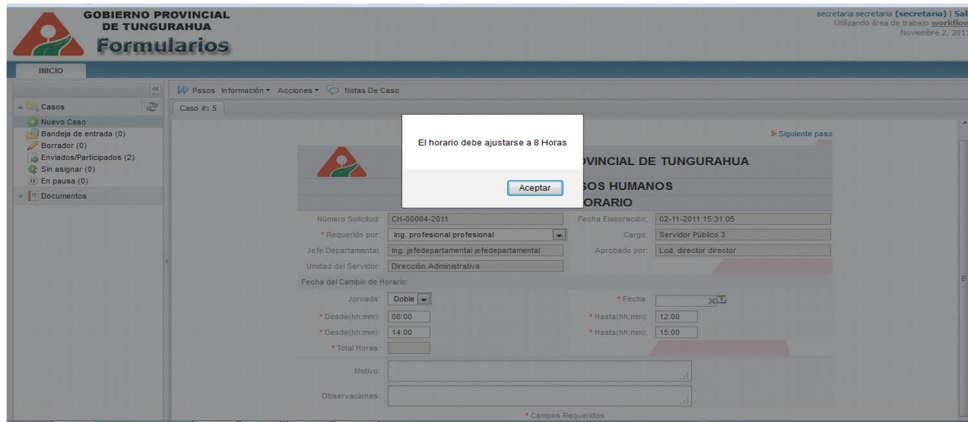 GOBIERNO PROVINCIAL
DE TUNGURAHUA
Formularios
secretaria secretaria (secretaria) | Sal
Utilizando área de trabajo workflow
Noviembre 2, 201
INICIO
Pasos Información Acciones Notas De Caso
Casos
Nuevo Caso
Bandeja de entrada (0)
Borrador (0)
Enviados/Participados (2)
Sin asignar (0)
En pausa (0)
Documentos
Caso #: 5
Siguiente paso
El horario debe ajustarse a 8 Horas
Aceptar
OVINCIAL DE TUNGURAHUA
SOS HUMANOS
ORARIO
Número Solicitud: CH-00004-2011 Fecha Elaboración: 02-11-2011 15:31:05
* Requerido por: Ing. profesional profesional Cargo: Servidor Público 3
Jefe Departamental: Ing. jefedepartamental jefedepartamental Aprobado por: Lcd. director director
Unidad del Servidor: Dirección Administrativa
Fecha del Cambio de Horario:
Jornada: Doble * Fecha:
* Desde(hh:mm): 08:00 * Hasta(hh:mm): 12:00
* Desde(hh:mm): 14:00 * Hasta(hh:mm): 15:00
* Total Horas:
Motivo:
Observaciones:
* Campos Requeridos